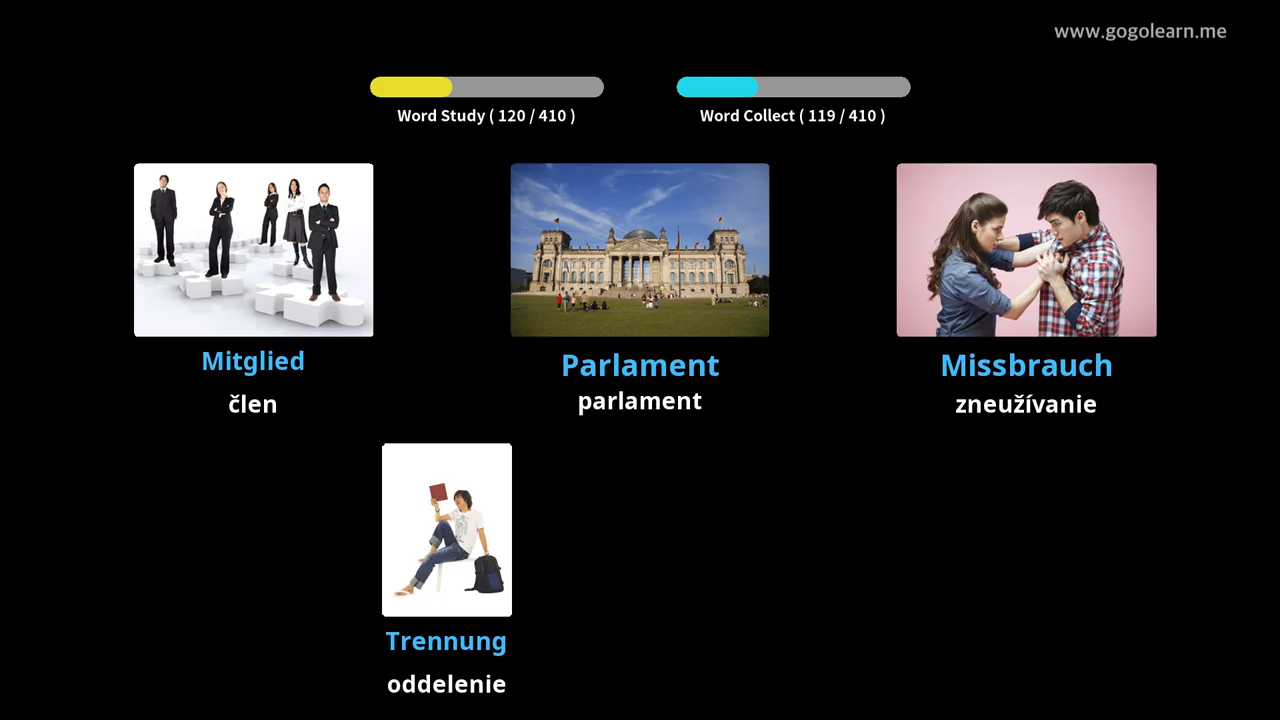 www.gogolearn.me
Word Study ( 120 / 410 )
Word Collect ( 119 / 410 )
Mitglied
člen
Parlament
parlament
Missbrauch
zneužívanie
Trennung
oddelenie